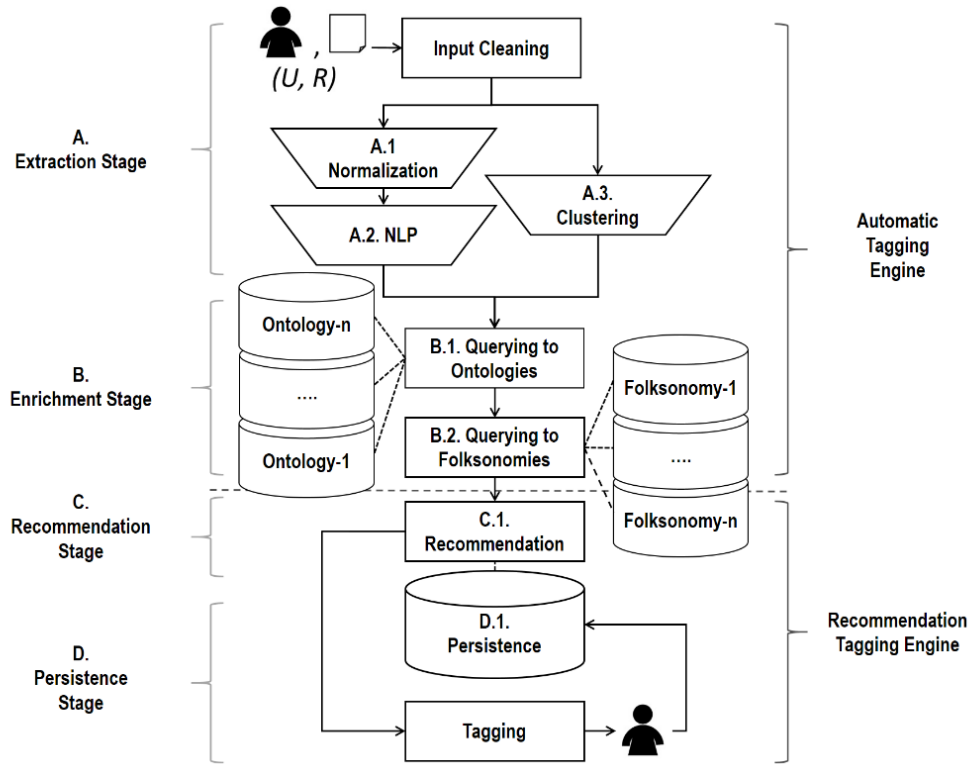 ,
(U, R)
Input Cleaning
A.
Extraction Stage
A.1
Normalization
A.2. NLP
A.3.
Clustering
Automatic
Tagging
Engine
B.
Enrichment Stage
Ontology-n
....
Ontology-1
B.1. Querying to
Ontologies
B.2. Querying to
Folksonomies
Folksonomy-1
....
Folksonomy-n
C.
Recommendation
Stage
C.1.
Recommendation
D.
Persistence
Stage
D.1.
Persistence
Tagging
Recommendation
Tagging Engine